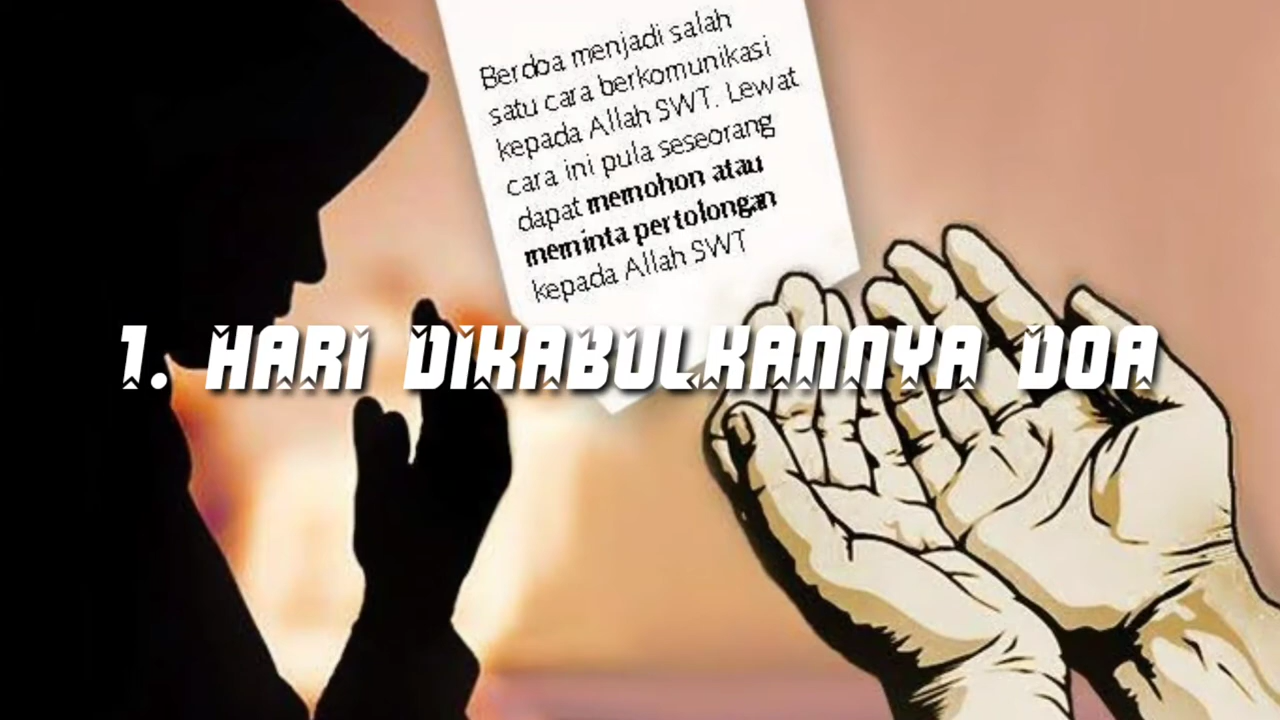 Berdoa menjadi salah
satu cara berkomunikasi
kepada Allah SWT. Lewat
cara ini pula seseorang
dapat memohon atau
meminta pertolongan
kepada Allah SWT
1. HARI DIKABULKANNYA DOA